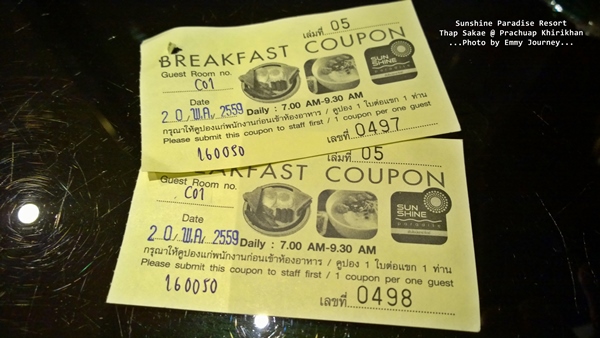 Sunshine Paradise Resort
Thap Sakae @ Prachuap Khirikhan
...Photo by Emmy Journey...
เล่มที่ 05
BREAKFAST COUPON
Guest Room no.
C01
SUN
SHINE
Date
20/พ.ค./2559 Daily : 7.00 AM-9.30 AM
กรุณาให้คูปองแก่พนักงานก่อนเข้าห้องอาหาร / คูปอง 1 ใบต่อแขก 1 ท่าน
Please submit this coupon to staff first / 1 coupon per one guest
160050
เลขที่ 0497
เล่มที่ 05
FAST COUPON
Guest Room no.
C01
SUN
SHINE
PARADISE
Date
20/พ.ค./2559 Daily : 7.00 AM-9.30 AM
กรุณาให้คูปองแก่พนักงานก่อนเข้าห้องอาหาร / คูปอง 1 ใบต่อแขก 1 ท่าน
Please submit this coupon to staff first / 1 coupon per one guest
160050
เลขที่ 0498